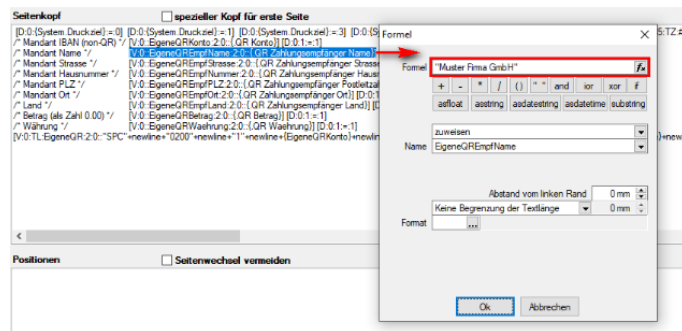 Seitenkopf
spezieller Kopf für erste Seite
[D:0:{System.Druckziel}=:0] [D:0:{System.Druckziel}=:1] [D:0:{System.Druckziel}=:3] [D:0:{S
/* Mandant IBAN (non-QR) */ [V:0::EigeneQRKonto:2:0::{.QR Konto}] [D:0:1:=:1]
/* Mandant Name */ [V:0::EigeneQREmpfName:2:0::{.QR Zahlungsempfänger Name}]
/* Mandant Strasse */ [V:0::EigeneQREmpfStrasse:2:0::{.QR Zahlungsempfänger Strasse
/* Mandant Hausnummer */ [V:0::EigeneQREmpfNummer:2:0::{.QR Zahlungsempfänger Hausn
/* Mandant PLZ */ [V:0::EigeneQREmpfPLZ:2:0::{.QR Zahlungsempfänger Postleitzahl
/* Mandant Ort */ [V:0::EigeneQREmpfOrt:2:0::{.QR Zahlungsempfänger Ort}] [D:0:1
/* Land */ [V:0::EigeneQREmpfLand:2:0::{.QR Zahlungsempfänger Land}] [D
/* Betrag (als Zahl 0.00) */ [V:0::EigeneQRBetrag:2:0::{.QR Betrag}] [D:0:1:=:1]
/* Währung */ [V:0::EigeneQRWaehrung:2:0::{.QR Waehrung}] [D:0:1:=:1]
[V:0:TL:EigeneQR:2:0::"SPC"+newline+"0200"+newline+"1"+newline+{EigeneQRKonto}+newlin
5:TZ:#
}+newl
Formel
Formel "Muster Firma GmbH" fx
+ - * / () " " and ior xor if
asfloat asstring asdatestring asdatetime substring
zuweisen
Name EigeneQREmpfName
Abstand vom linken Rand 0 mm
Keine Begrenzung der Textlänge 0 mm
Format ...
Ok Abbrechen
Positionen
Seitenwechsel vermeiden